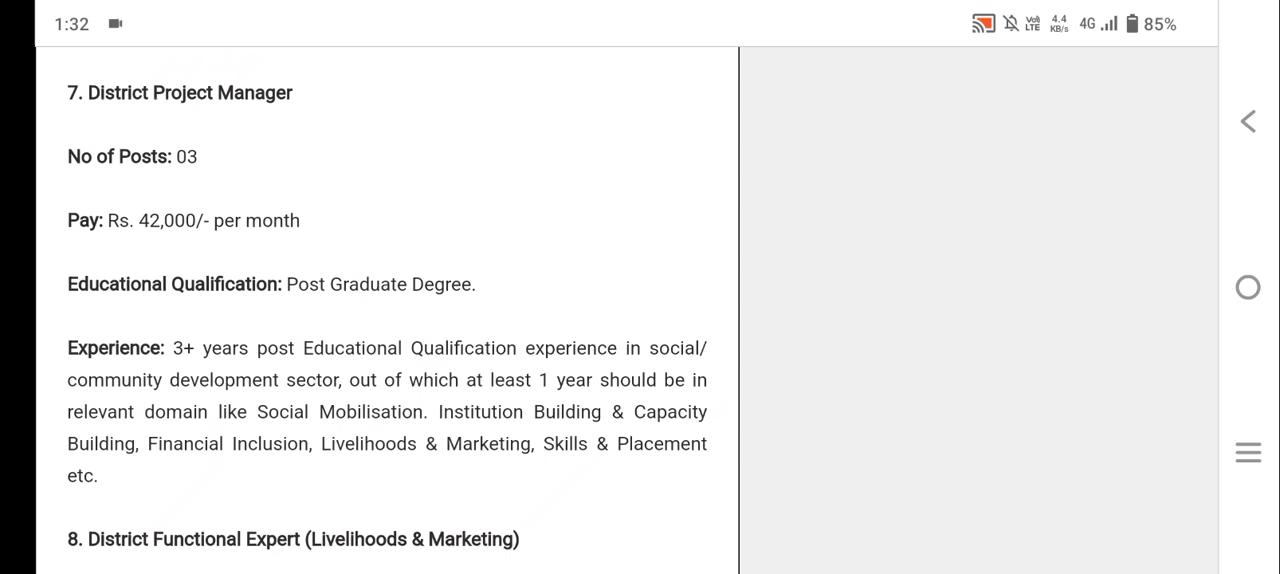 1:32
Vol) LTE 4.4 KB/s 4G 85%
7. District Project Manager
No of Posts: 03
Pay: Rs. 42,000/- per month
Educational Qualification: Post Graduate Degree.
Experience: 3+ years post Educational Qualification experience in social/
community development sector, out of which at least 1 year should be in
relevant domain like Social Mobilisation. Institution Building & Capacity
Building, Financial Inclusion, Livelihoods & Marketing, Skills & Placement
etc.
8. District Functional Expert (Livelihoods & Marketing)